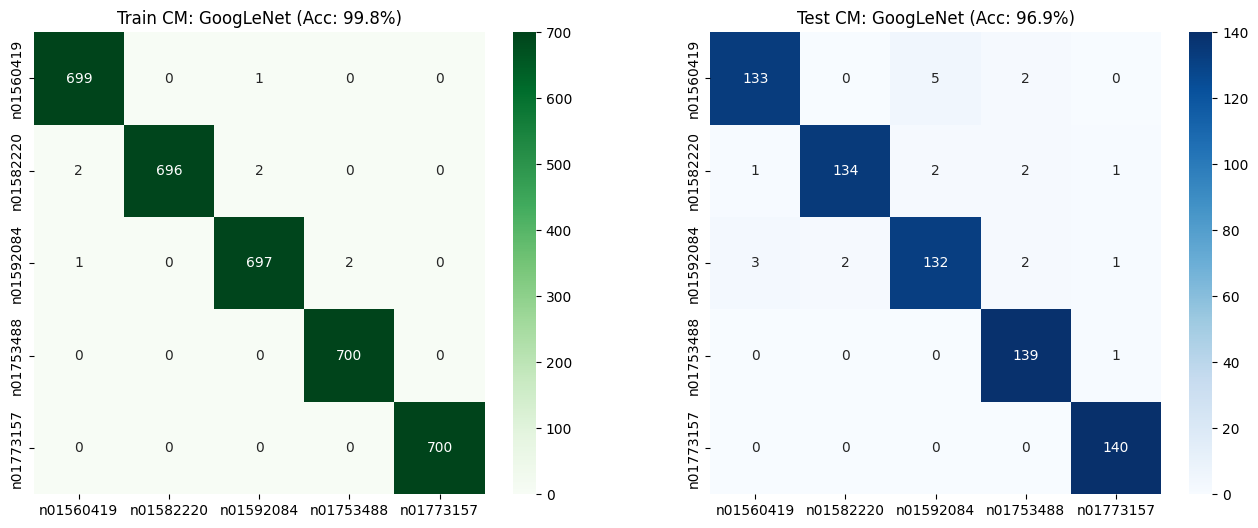 Train CM: GoogLeNet (Acc: 99.8%)
n01560419 699 0 1 0 0
n01582220 2 696 2 0 0
n01592084 1 0 697 2 0
n01753488 0 0 0 700 0
n01773157 0 0 0 0 700
n01560419 n01582220 n01592084 n01753488 n01773157
700
600
500
400
300
200
100
0
Test CM: GoogLeNet (Acc: 96.9%)
n01560419 133 0 5 2 0
n01582220 1 134 2 2 1
n01592084 3 2 132 2 1
n01753488 0 0 0 139 1
n01773157 0 0 0 0 140
n01560419 n01582220 n01592084 n01753488 n01773157
140
120
100
80
60
40
20
0